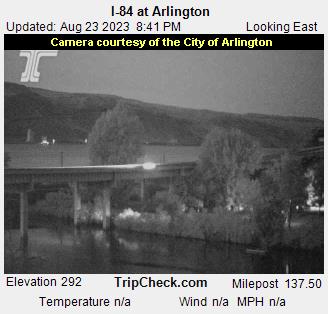 I-84 at Arlington
Updated: Aug 23 2023 8:41 PM Looking East
Camera courtesy of the City of Arlington
Elevation 292 TripCheck.com Milepost 137.50
Temperature n/a Wind n/a MPH n/a